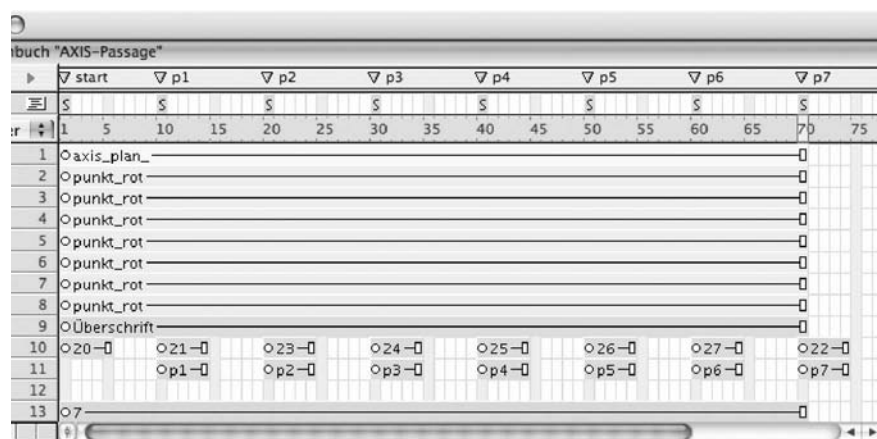 nbuch "AXIS-Passage"
start p1 p2 p3 p4 p5 p6 p7
S S S S S S S S
er 1 5 10 15 20 25 30 35 40 45 50 55 60 65 70 75
1 axis_plan_
2 punkt_rot
3 punkt_rot
4 punkt_rot
5 punkt_rot
6 punkt_rot
7 punkt_rot
8 punkt_rot
9 Überschrift
10 20 21 23 24 25 26 27 22
11 p1 p2 p3 p4 p5 p6 p7
12
13 7